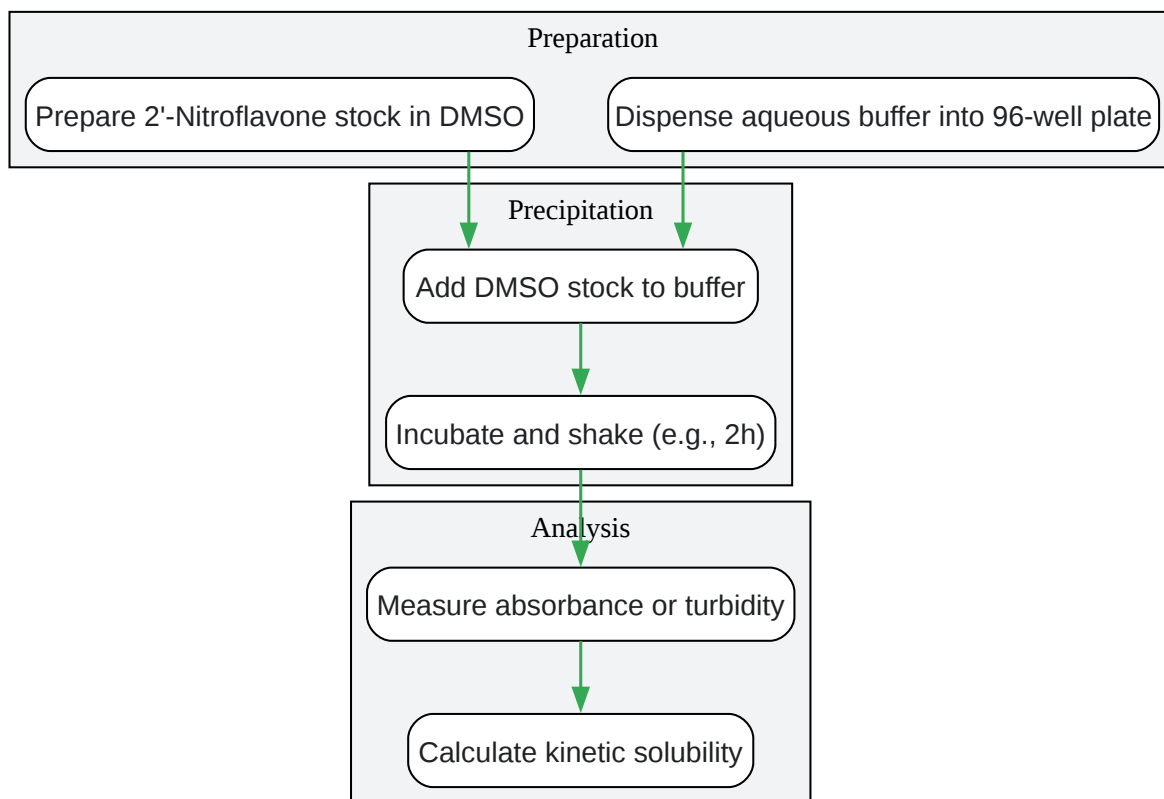 Preparation
Prepare 2'-Nitroflavone stock in DMSO
Dispense aqueous buffer into 96-well plate
Precipitation
Add DMSO stock to buffer
Incubate and shake (e.g., 2h)
Analysis
Measure absorbance or turbidity
Calculate kinetic solubility